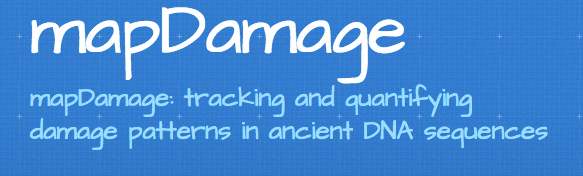 mapDamage
mapDamage: tracking and quantifying
damage patterns in ancient DNA sequences